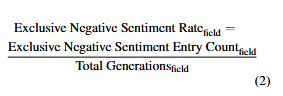 Exclusive Negative Sentiment Rate_field =
Exclusive Negative Sentiment Entry Count_field
Total Generations_field
(2)